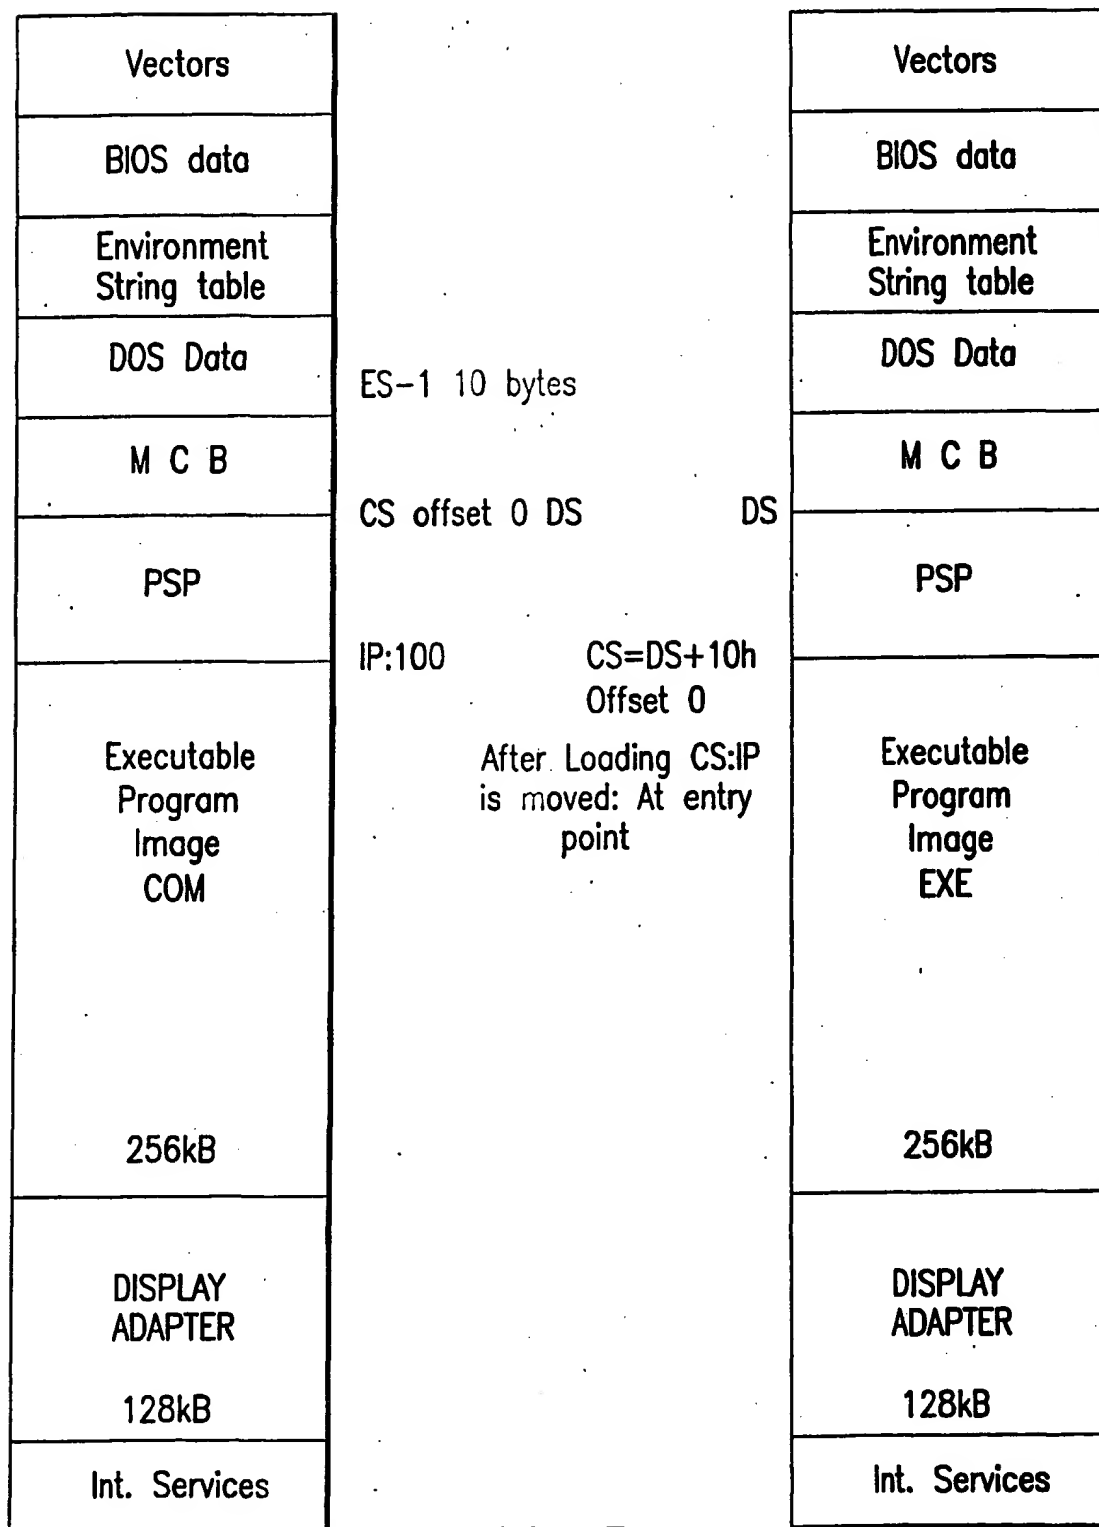 Vectors
BIOS data
Environment
String table
DOS Data
M C B
PSP
Executable
Program
Image
COM
256kB
DISPLAY
ADAPTER
128kB
Int. Services
ES-1 10 bytes
CS offset 0 DS
DS
IP:100
CS=DS+10h
Offset 0
After Loading CS:IP
is moved: At entry
point
Vectors
BIOS data
Environment
String table
DOS Data
M C B
PSP
Executable
Program
Image
EXE
256kB
DISPLAY
ADAPTER
128kB
Int. Services